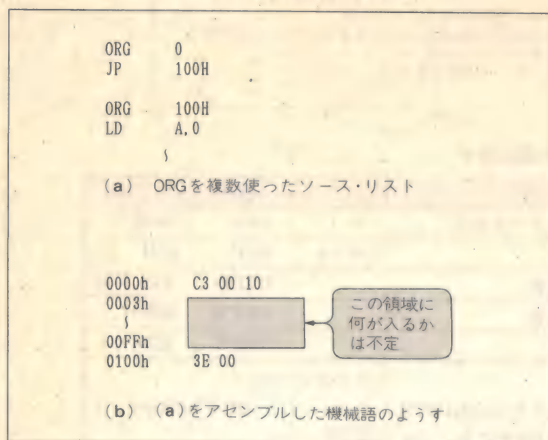 ORG 0
JP 100H
ORG 100H
LD A,0
∫
(a) ORGを複数使ったソース・リスト
0000h C3 00 10
0003h
∫
00FFh
0100h 3E 00
この領域に
何が入るか
は不定
(b) (a)をアセンブルした機械語のようす